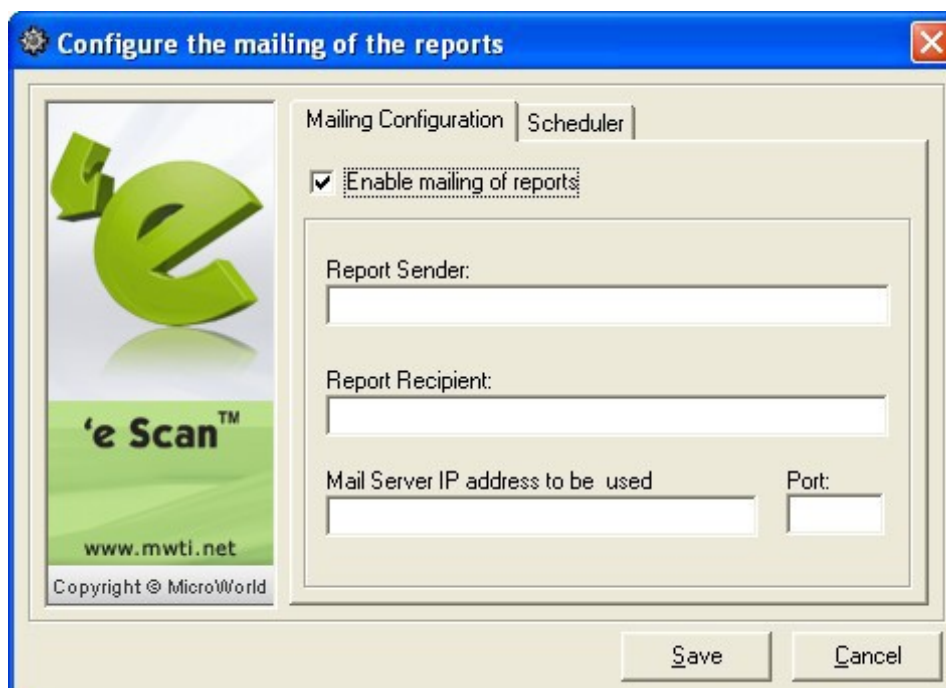 Configure the mailing of the reports
Mailing Configuration
Scheduler
Enable mailing of reports
Report Sender:
Report Recipient:
Mail Server IP address to be used
Port:
‘e Scan™
www.mwti.net
Copyright © MicroWorld
Save
Cancel